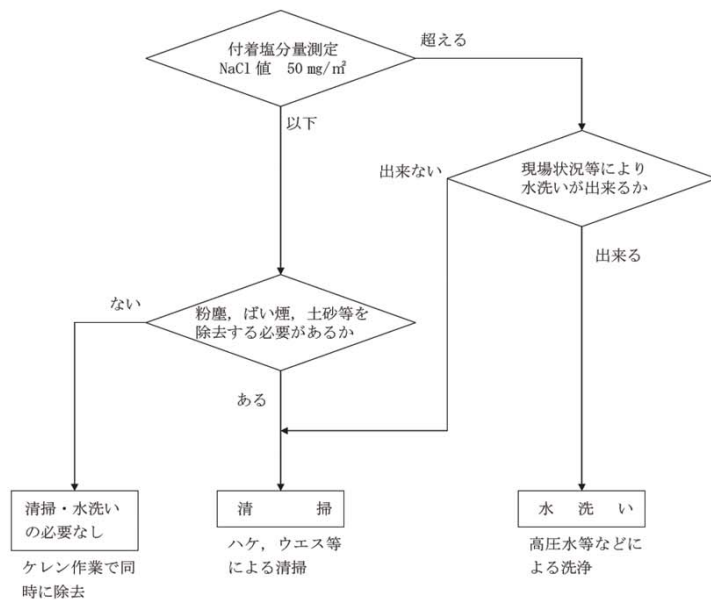 付着塩分量測定
NaCl 値　50 mg/㎡
超える
以下
現場状況等により
水洗いが出来るか
出来ない
出来る
粉塵，ばい煙，土砂等を
除去する必要があるか
ない
ある
清掃・水洗い
の必要なし
ケレン作業で同
時に除去
清　　掃
ハケ，ウエス等
による清掃
水　洗　い
高圧水等などに
よる洗浄